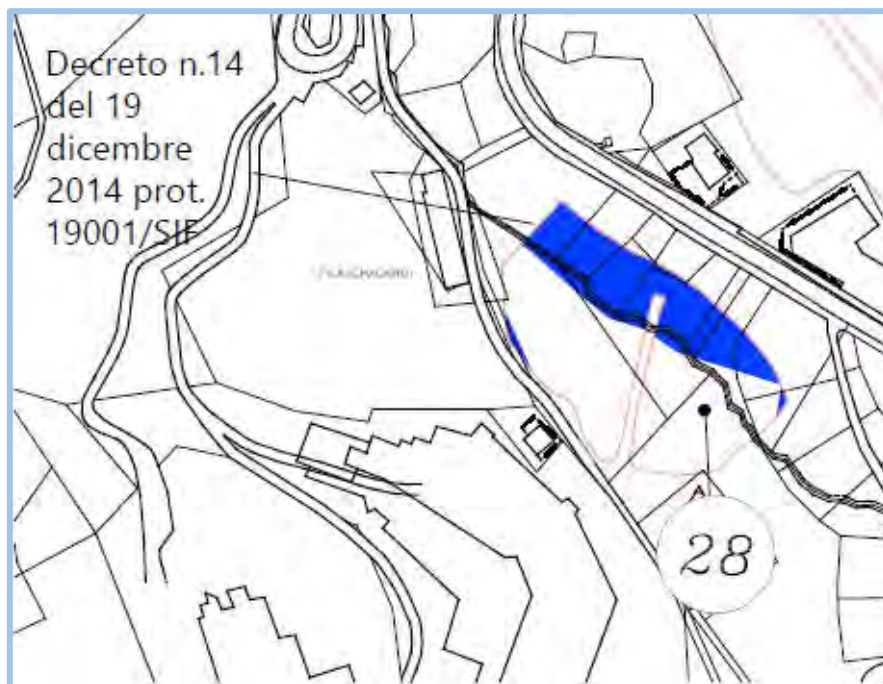 Decreto n.14
del 19
dicembre
2014 prot.
19001/SIF
A
28